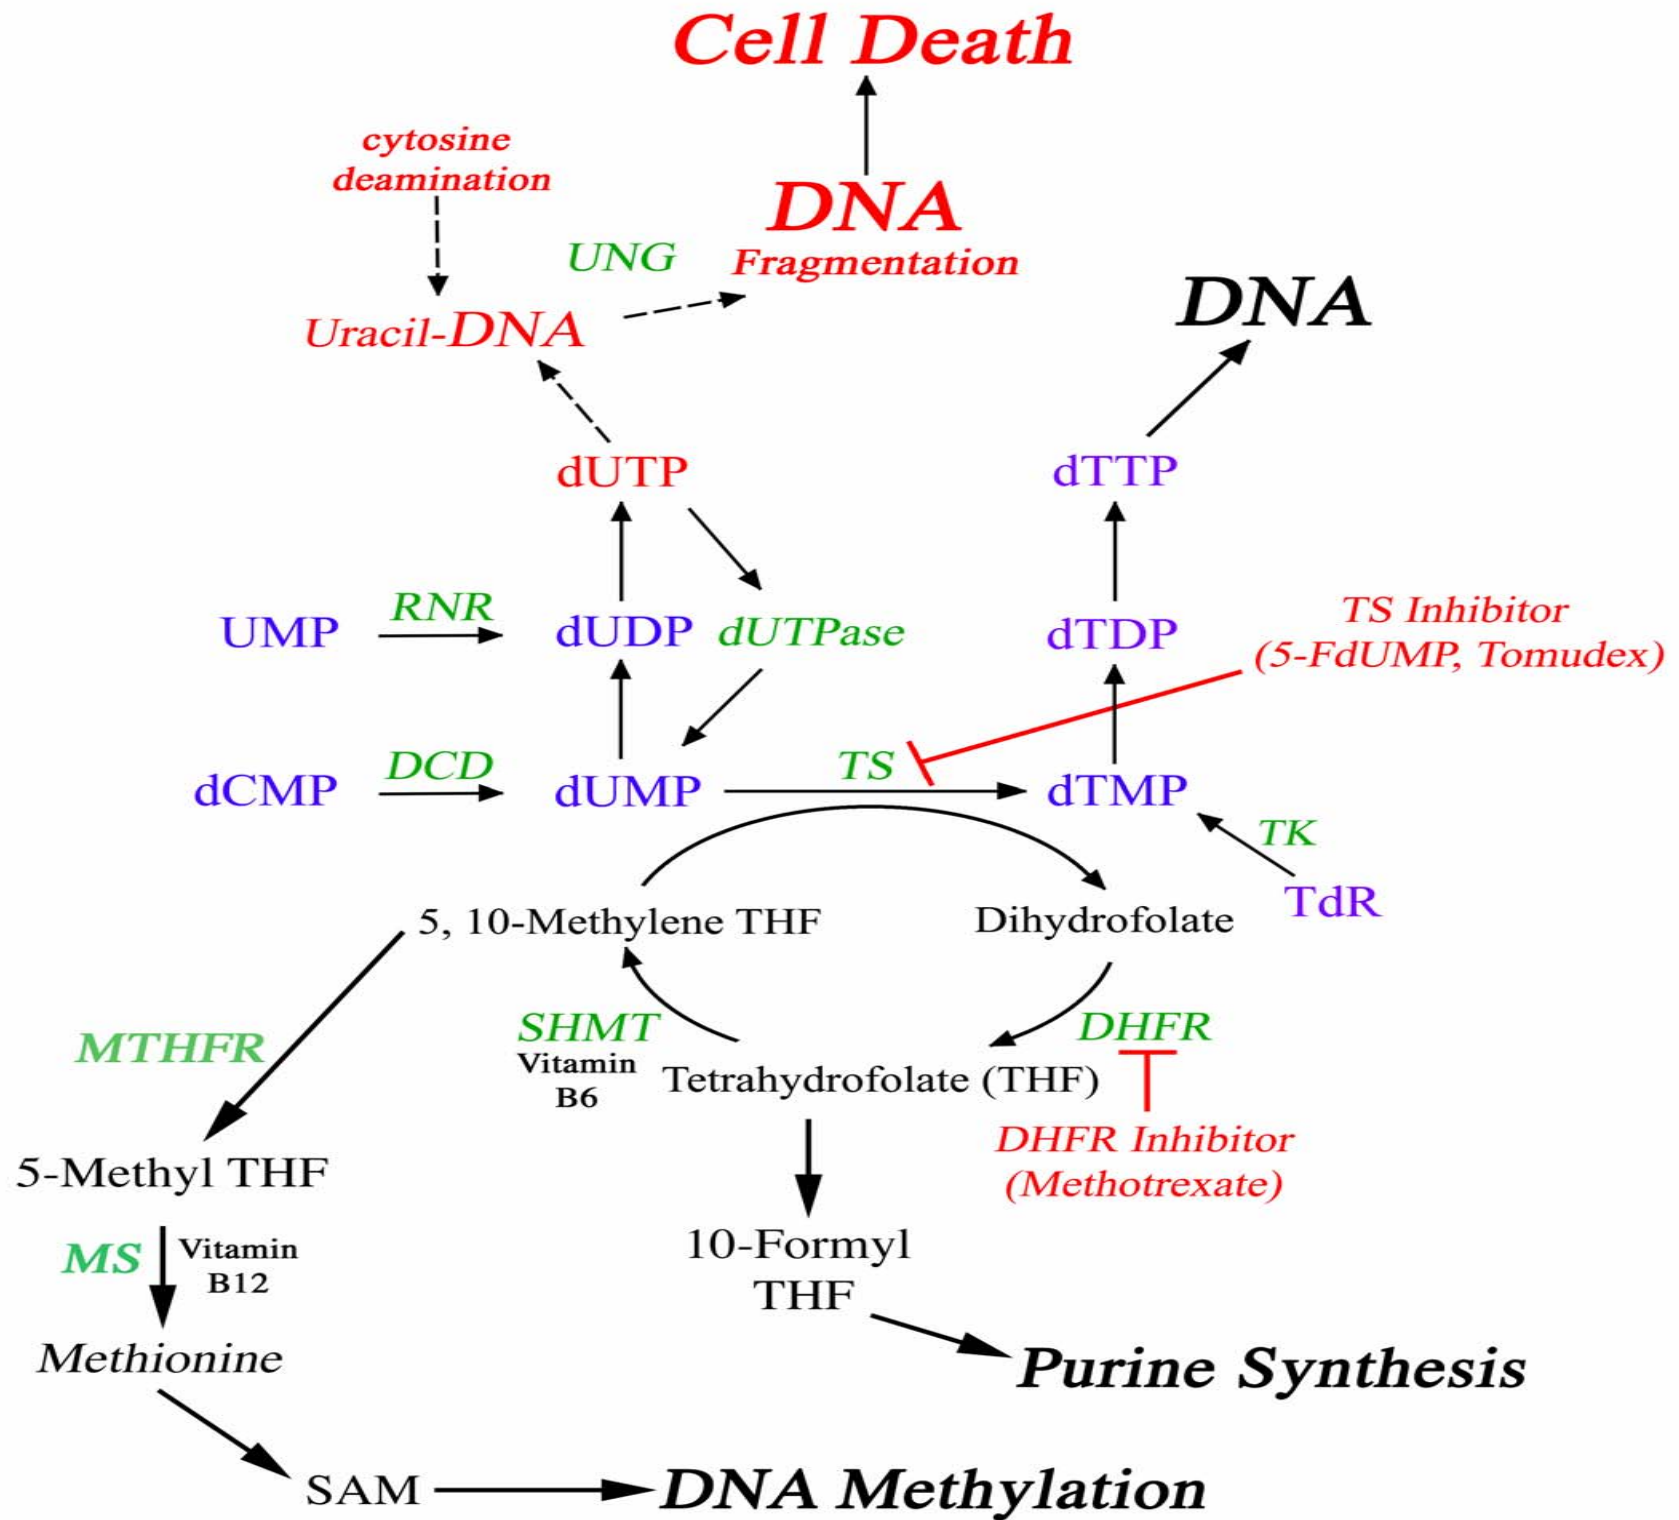 Cell Death
cytosine
deamination
DNA
UNG
Fragmentation
DNA
Uracil-DNA
dUTP
dTTP
UMP
RNR
dUDP
dUTPase
dTDP
TS Inhibitor
(5-FdUMP, Tomudex)
dCMP
DCD
dUMP
TS
dTMP
TK
TdR
5, 10-Methylene THF
Dihydrofolate
MTHFR
SHMT
Vitamin
B6
DHFR
Tetrahydrofolate (THF)
DHFR Inhibitor
(Methotrexate)
5-Methyl THF
MS
Vitamin
B12
10-Formyl
THF
Methionine
Purine Synthesis
SAM
DNA Methylation